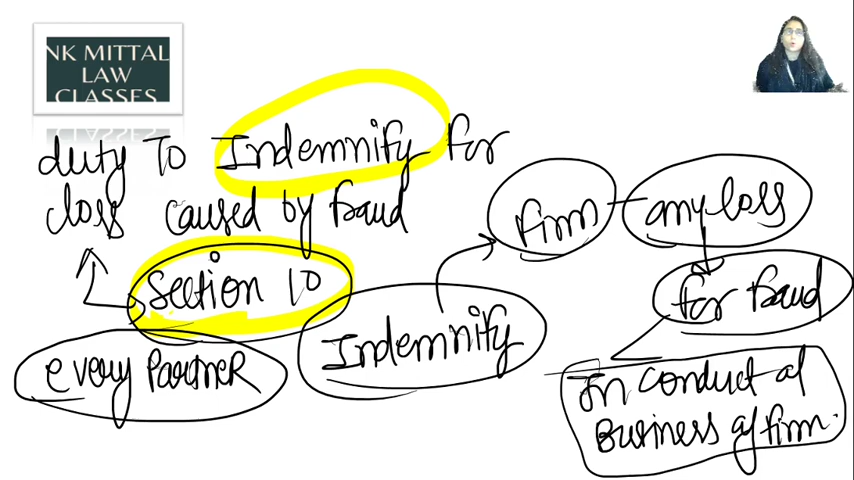 NK MITTAL
LAW
CLASSES
duty To Indemnify for
loss caused by fraud
Section 10
every Partner
Indemnify
firm - any loss
for fraud
In conduct of
Business of firm.